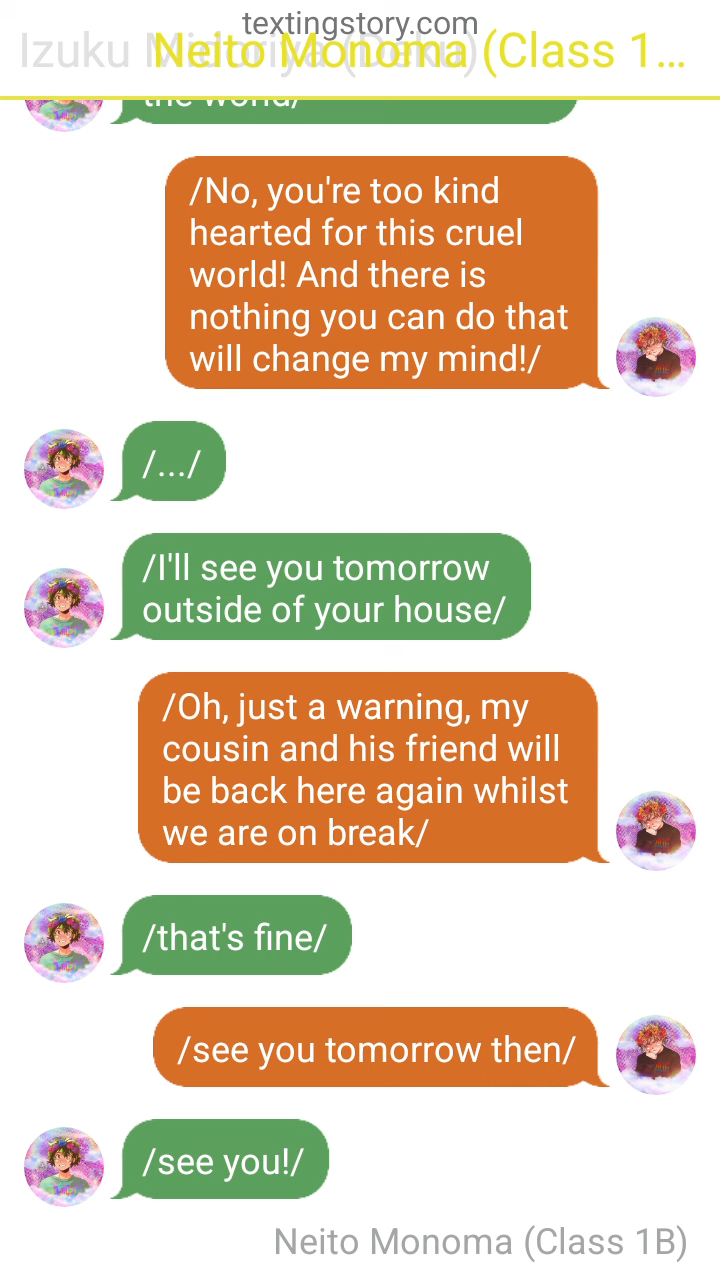 textingstory.com
Izuku Midoriya (Deku)
Neito Monoma (Class 1...
the world/
/No, you're too kind
hearted for this cruel
world! And there is
nothing you can do that
will change my mind!/
/.../
/I'll see you tomorrow
outside of your house/
/Oh, just a warning, my
cousin and his friend will
be back here again whilst
we are on break/
/that's fine/
/see you tomorrow then/
/see you!/
Neito Monoma (Class 1B)